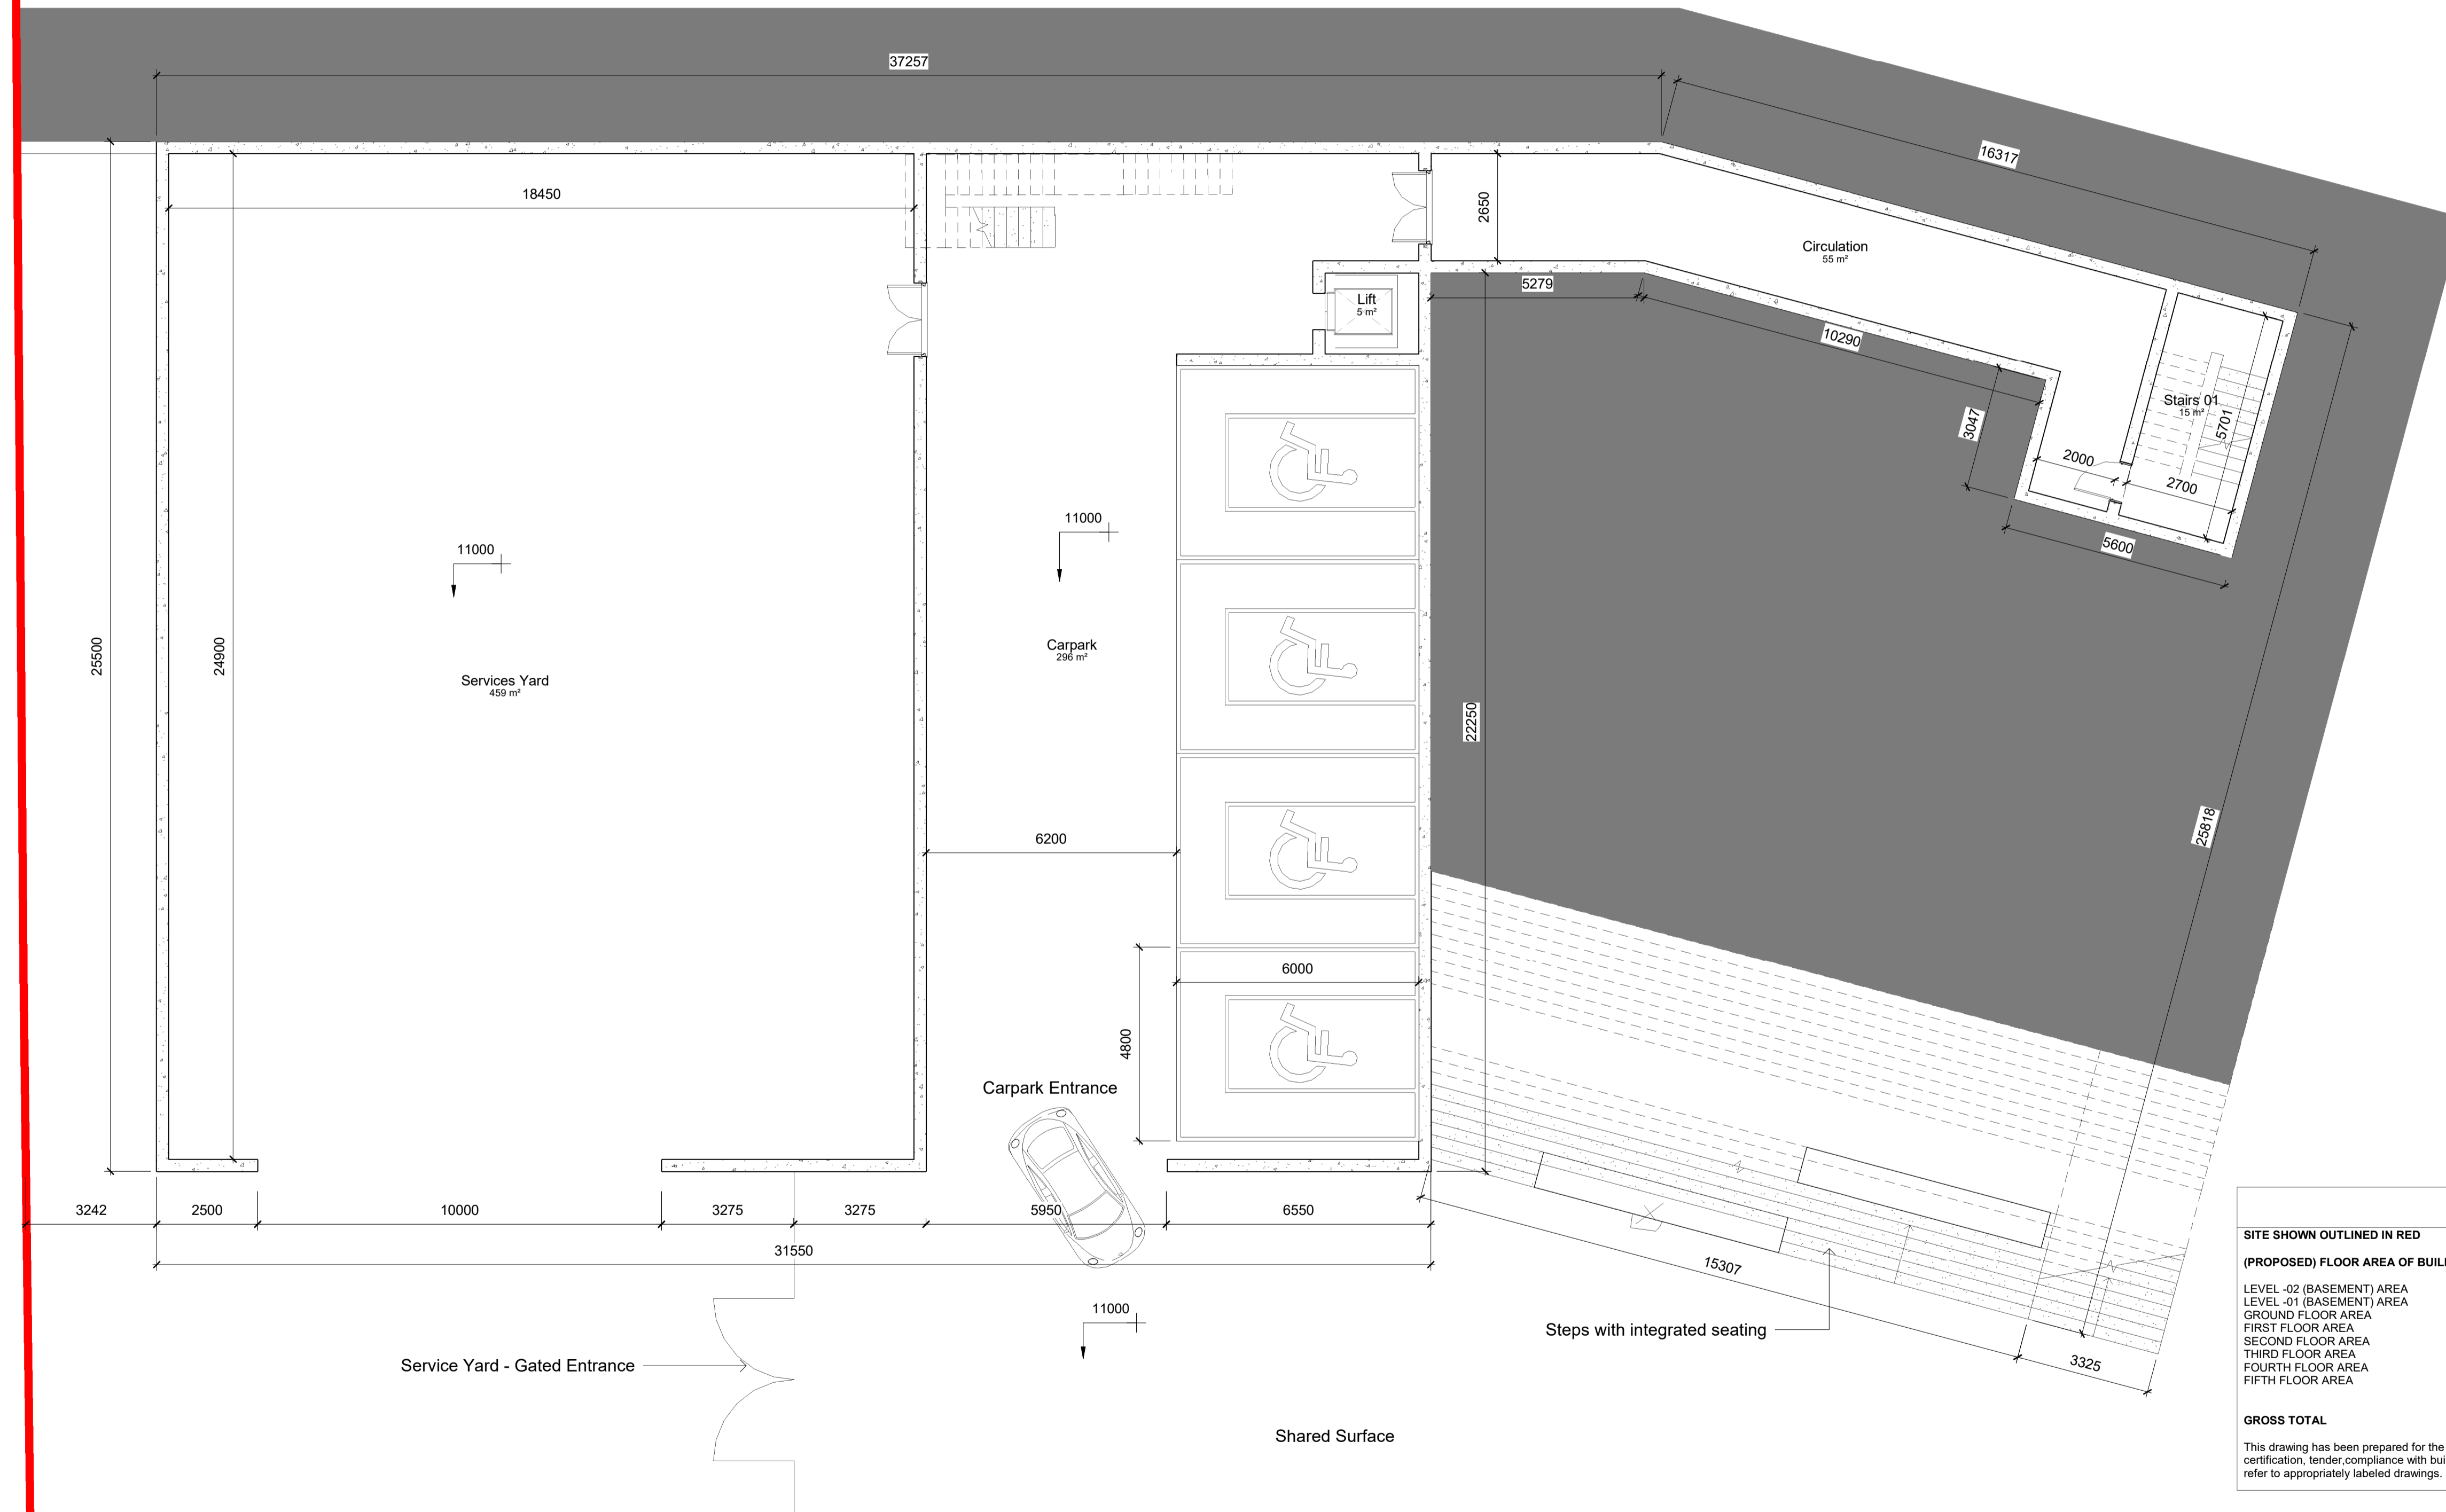 37257
16317
18450
2650
Circulation
55 m²
5279
Lift
5 m²
10290
Stairs 01
15 m²
5701
3047
2000
2700
5600
11000
11000
25500
24900
Services Yard
459 m²
Carpark
296 m²
22250
25818
6200
6000
4800
Carpark Entrance
3242
2500
10000
3275
3275
5950
6550
31550
15307
3325
11000
Steps with integrated seating
Service Yard - Gated Entrance
Shared Surface
SITE SHOWN OUTLINED IN RED
(PROPOSED) FLOOR AREA OF BUIL
LEVEL -02 (BASEMENT) AREA
LEVEL -01 (BASEMENT) AREA
GROUND FLOOR AREA
FIRST FLOOR AREA
SECOND FLOOR AREA
THIRD FLOOR AREA
FOURTH FLOOR AREA
FIFTH FLOOR AREA
GROSS TOTAL
This drawing has been prepared for the
certification, tender,compliance with bui
refer to appropriately labeled drawings.